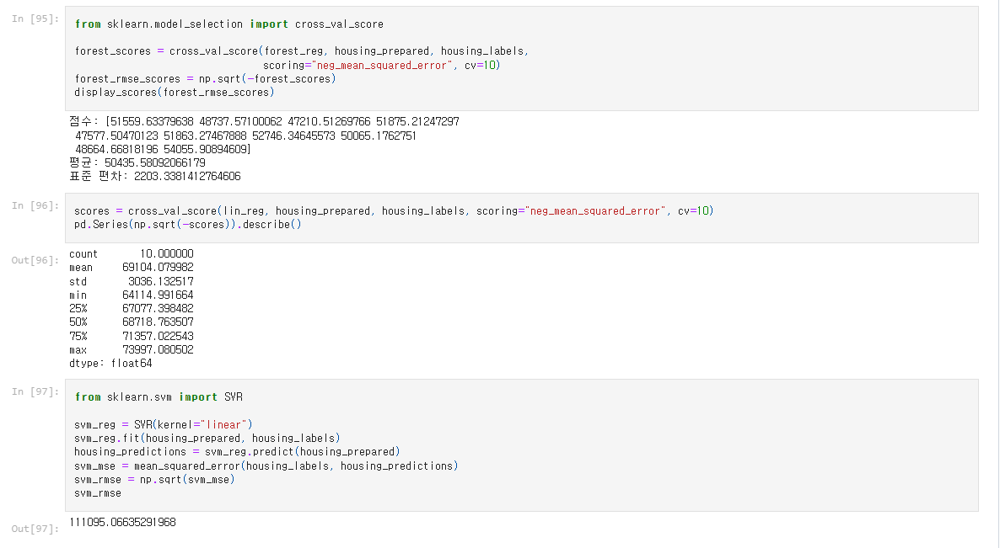 In [95]:
from sklearn.model_selection import cross_val_score
forest_scores = cross_val_score(forest_reg, housing_prepared, housing_labels,
scoring="neg_mean_squared_error", cv=10)
forest_rmse_scores = np.sqrt(-forest_scores)
display_scores(forest_rmse_scores)
점수: [51559.63379638 48737.57100062 47210.51269766 51875.21247297
47577.50470123 51863.27467888 52746.34645573 50065.1762751
48664.66818196 54055.90894609]
평균: 50435.58092066179
표준 편차: 2203.3381412764606
In [96]:
scores = cross_val_score(lin_reg, housing_prepared, housing_labels, scoring="neg_mean_squared_error", cv=10)
pd.Series(np.sqrt(-scores)).describe()
Out[96]:
count 10.000000
mean 69104.079982
std 3036.132517
min 64114.991664
25% 67077.398482
50% 68718.763507
75% 71357.022543
max 73997.080502
dtype: float64
In [97]:
from sklearn.svm import SVR
svm_reg = SVR(kernel="linear")
svm_reg.fit(housing_prepared, housing_labels)
housing_predictions = svm_reg.predict(housing_prepared)
svm_mse = mean_squared_error(housing_labels, housing_predictions)
svm_rmse = np.sqrt(svm_mse)
svm_rmse
Out[97]:
111095.06635291968